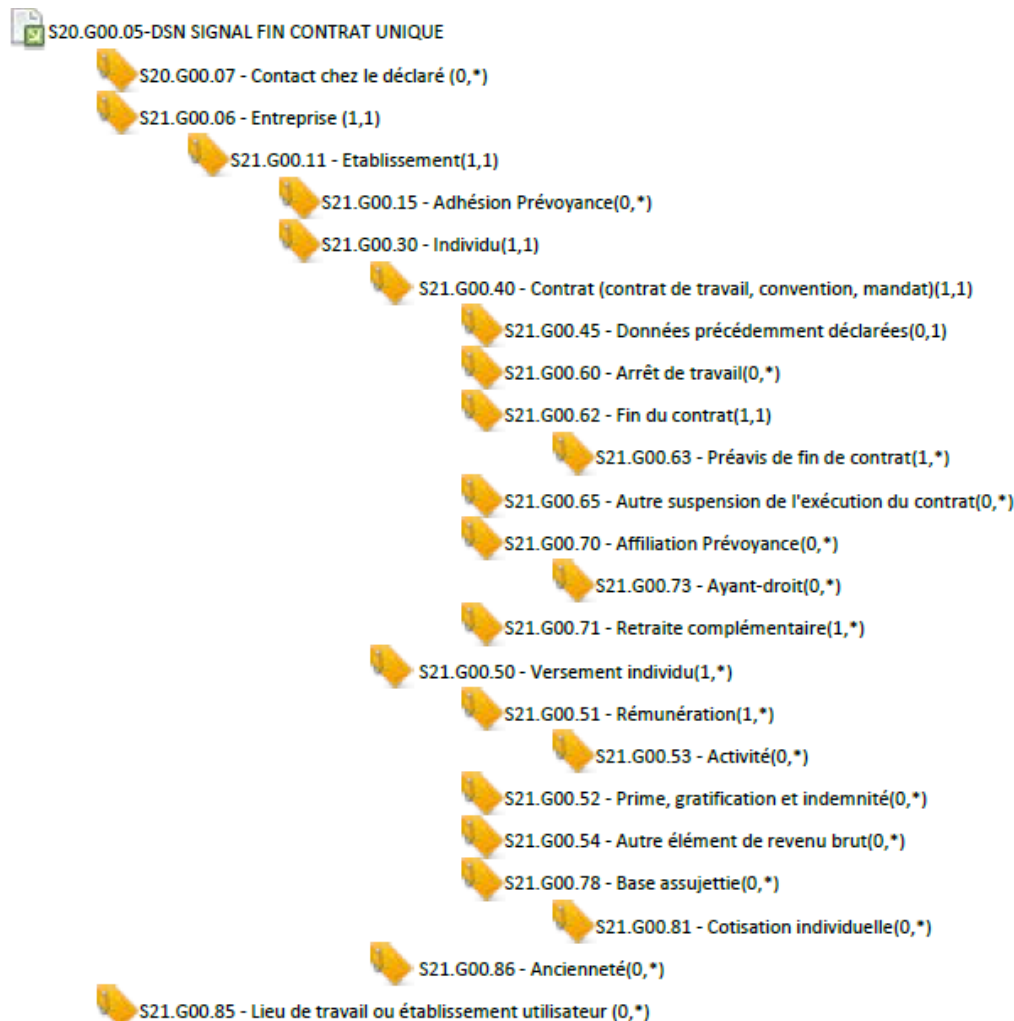 S20.G00.05-DSN SIGNAL FIN CONTRAT UNIQUE
S20.G00.07 - Contact chez le déclaré (0,*)
S21.G00.06 - Entreprise (1,1)
S21.G00.11 - Etablissement(1,1)
S21.G00.15 - Adhésion Prévoyance(0,*)
S21.G00.30 - Individu(1,1)
S21.G00.40 - Contrat (contrat de travail, convention, mandat)(1,1)
S21.G00.45 - Données précédemment déclarées(0,1)
S21.G00.60 - Arrêt de travail(0,*)
S21.G00.62 - Fin du contrat(1,1)
S21.G00.63 - Préavis de fin de contrat(1,*)
S21.G00.65 - Autre suspension de l'exécution du contrat(0,*)
S21.G00.70 - Affiliation Prévoyance(0,*)
S21.G00.73 - Ayant-droit(0,*)
S21.G00.71 - Retraite complémentaire(1,*)
S21.G00.50 - Versement individu(1,*)
S21.G00.51 - Rémunération(1,*)
S21.G00.53 - Activité(0,*)
S21.G00.52 - Prime, gratification et indemnité(0,*)
S21.G00.54 - Autre élément de revenu brut(0,*)
S21.G00.78 - Base assujettie(0,*)
S21.G00.81 - Cotisation individuelle(0,*)
S21.G00.86 - Ancienneté(0,*)
S21.G00.85 - Lieu de travail ou établissement utilisateur (0,*)